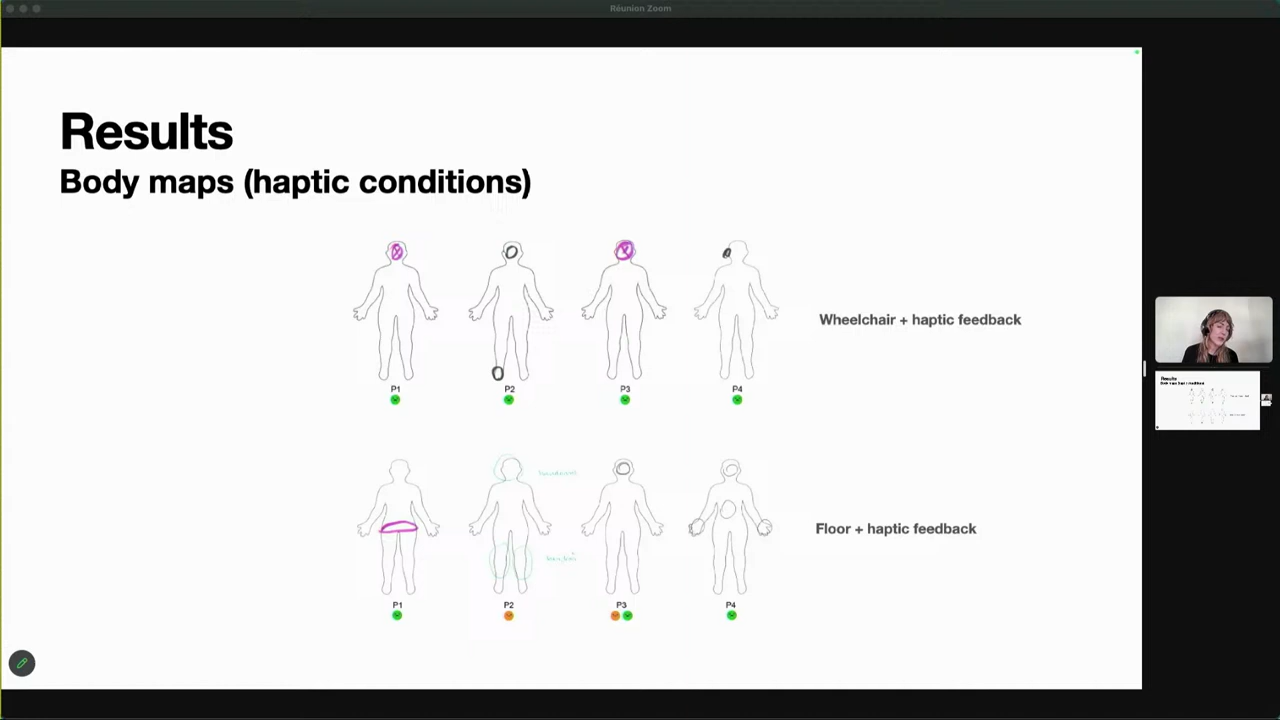 Réunion Zoom
Results
Body maps (haptic conditions)
Wheelchair + haptic feedback
P1 P2 P3 P4
Floor + haptic feedback
P1 P2 P3 P4